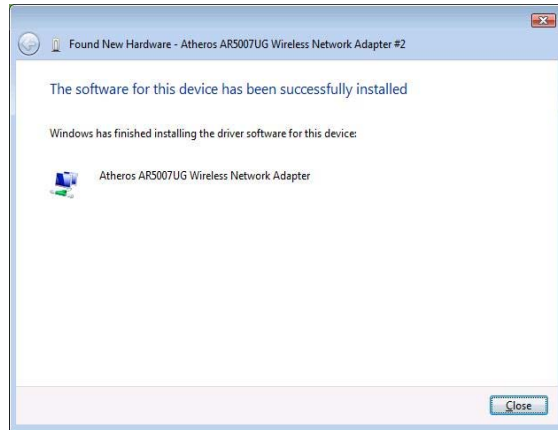 Found New Hardware - Atheros AR5007UG Wireless Network Adapter #2
The software for this device has been successfully installed
Windows has finished installing the driver software for this device:
Atheros AR5007UG Wireless Network Adapter
Close